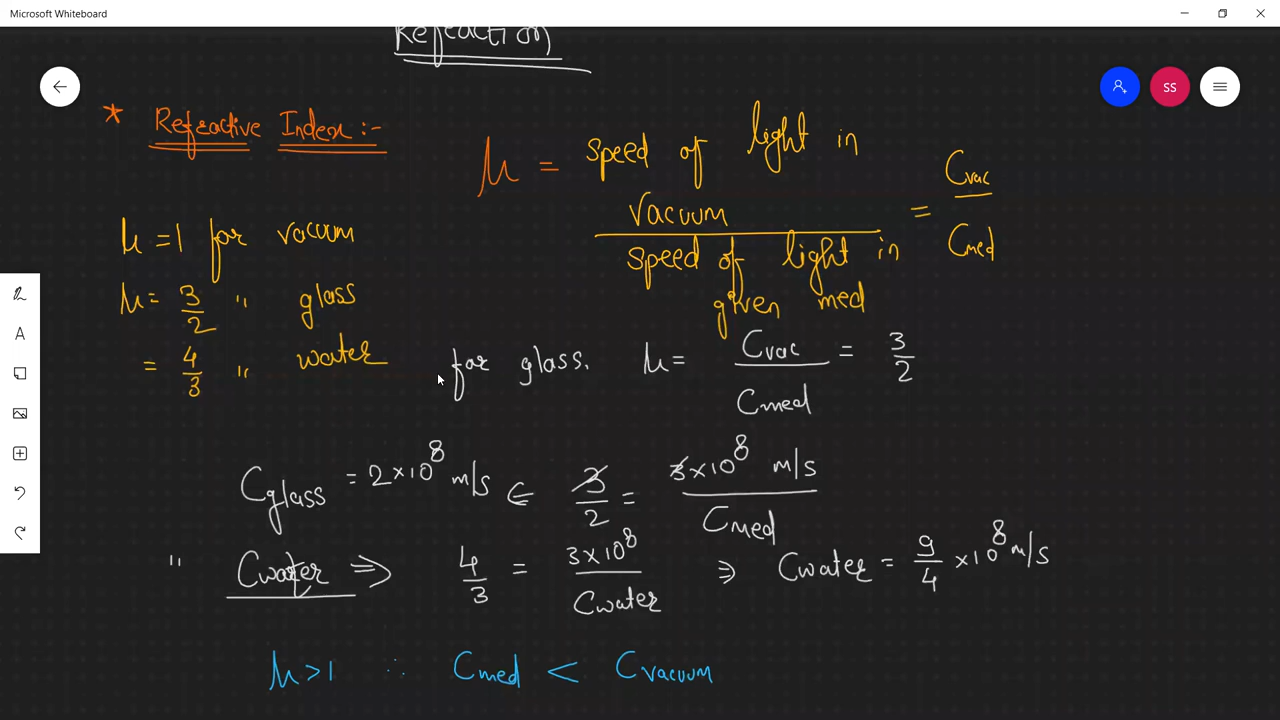 Microsoft Whiteboard
Refraction
SS
* Refractive Index :-
μ = speed of light in vacuum / speed of light in given med = Cvac / Cmed
μ = 1 for vacuum
μ = 3/2 " glass
= 4/3 " water
for glass. μ = Cvac / Cmed = 3/2
Cglass = 2×10^8 m/s ⇐ 3/2 = 3×10^8 m/s / Cmed
" Cwater ⇒ 4/3 = 3×10^8 / Cwater ⇒ Cwater = 9/4 ×10^8 m/s
μ>1 ∴ Cmed < Cvacuum